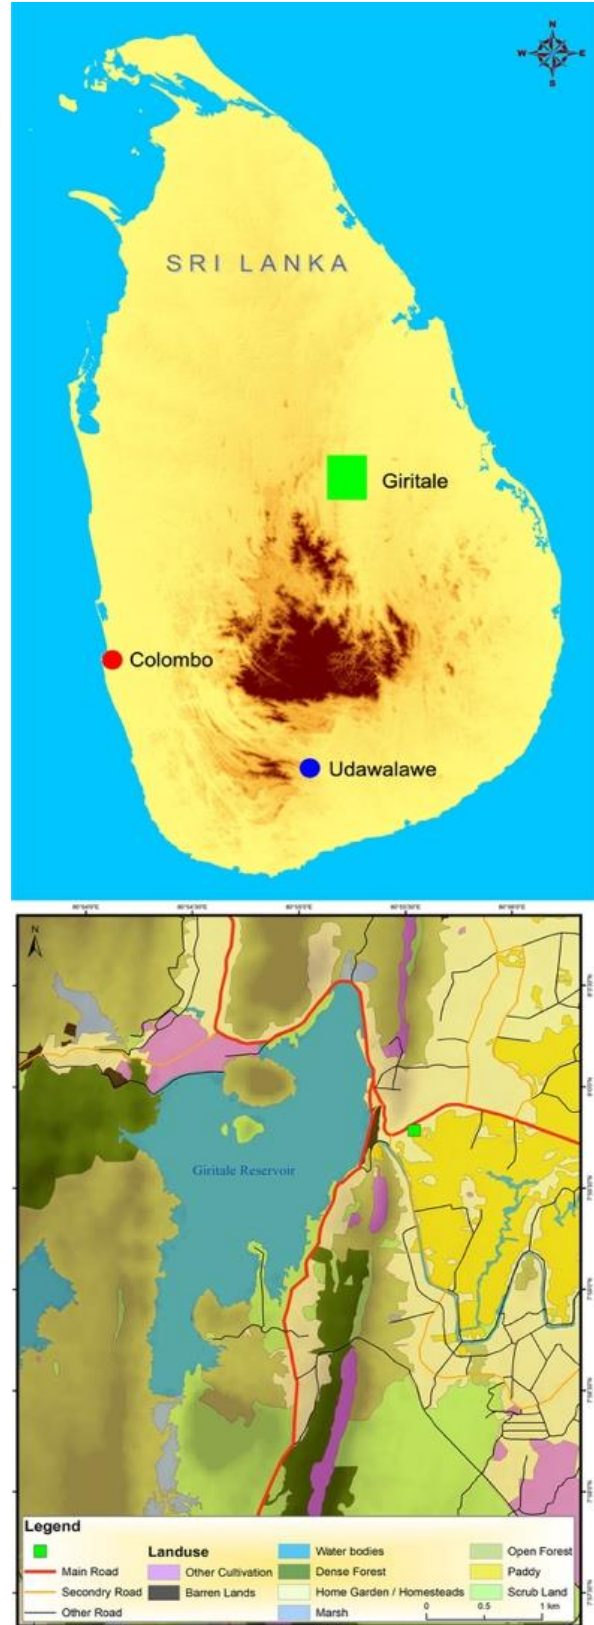 N
W E
S
SRI LANKA
Giritale
Colombo
Udawalawe
N
Giritale Reservoir
Legend
Main Road
Secondry Road
Other Road
Landuse
Other Cultivation
Barren Lands
Water bodies
Dense Forest
Home Garden / Homesteads
Marsh
Open Forest
Paddy
Scrub Land
0 0.5 1 km